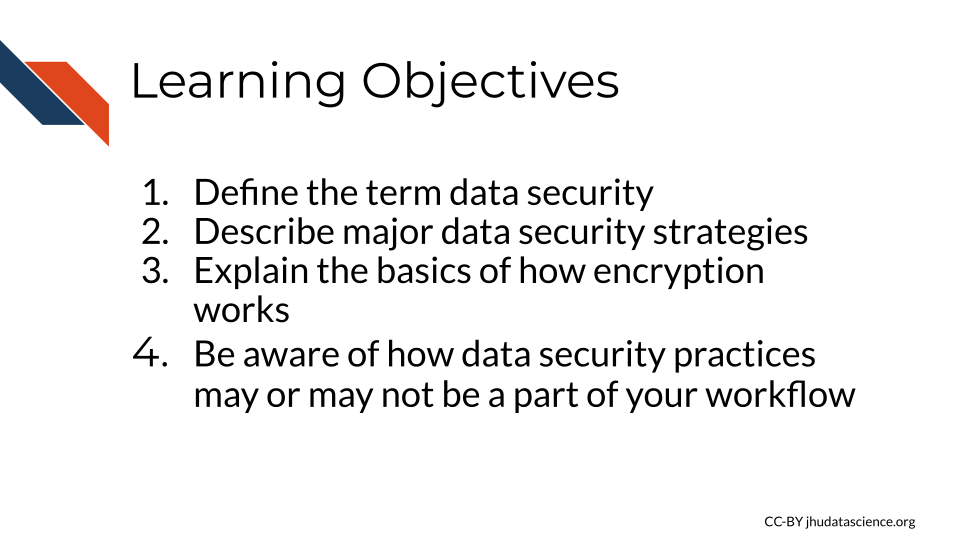 Learning Objectives
1. Define the term data security
2. Describe major data security strategies
3. Explain the basics of how encryption
works
4. Be aware of how data security practices
may or may not be a part of your workflow
CC-BY jhudatascience.org